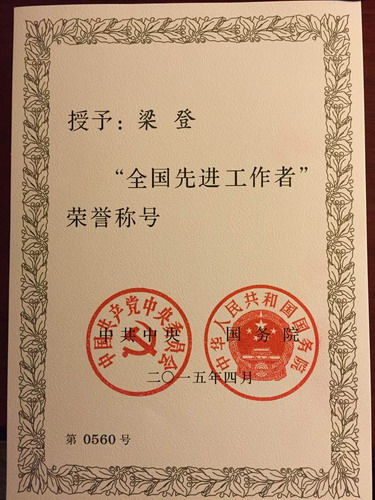 授予：梁 登
“全国先进工作者”
荣誉称号
中共中央 国务院
中国共产党中央委员会
中华人民共和国国务院
二〇一五年四月
第 0560 号